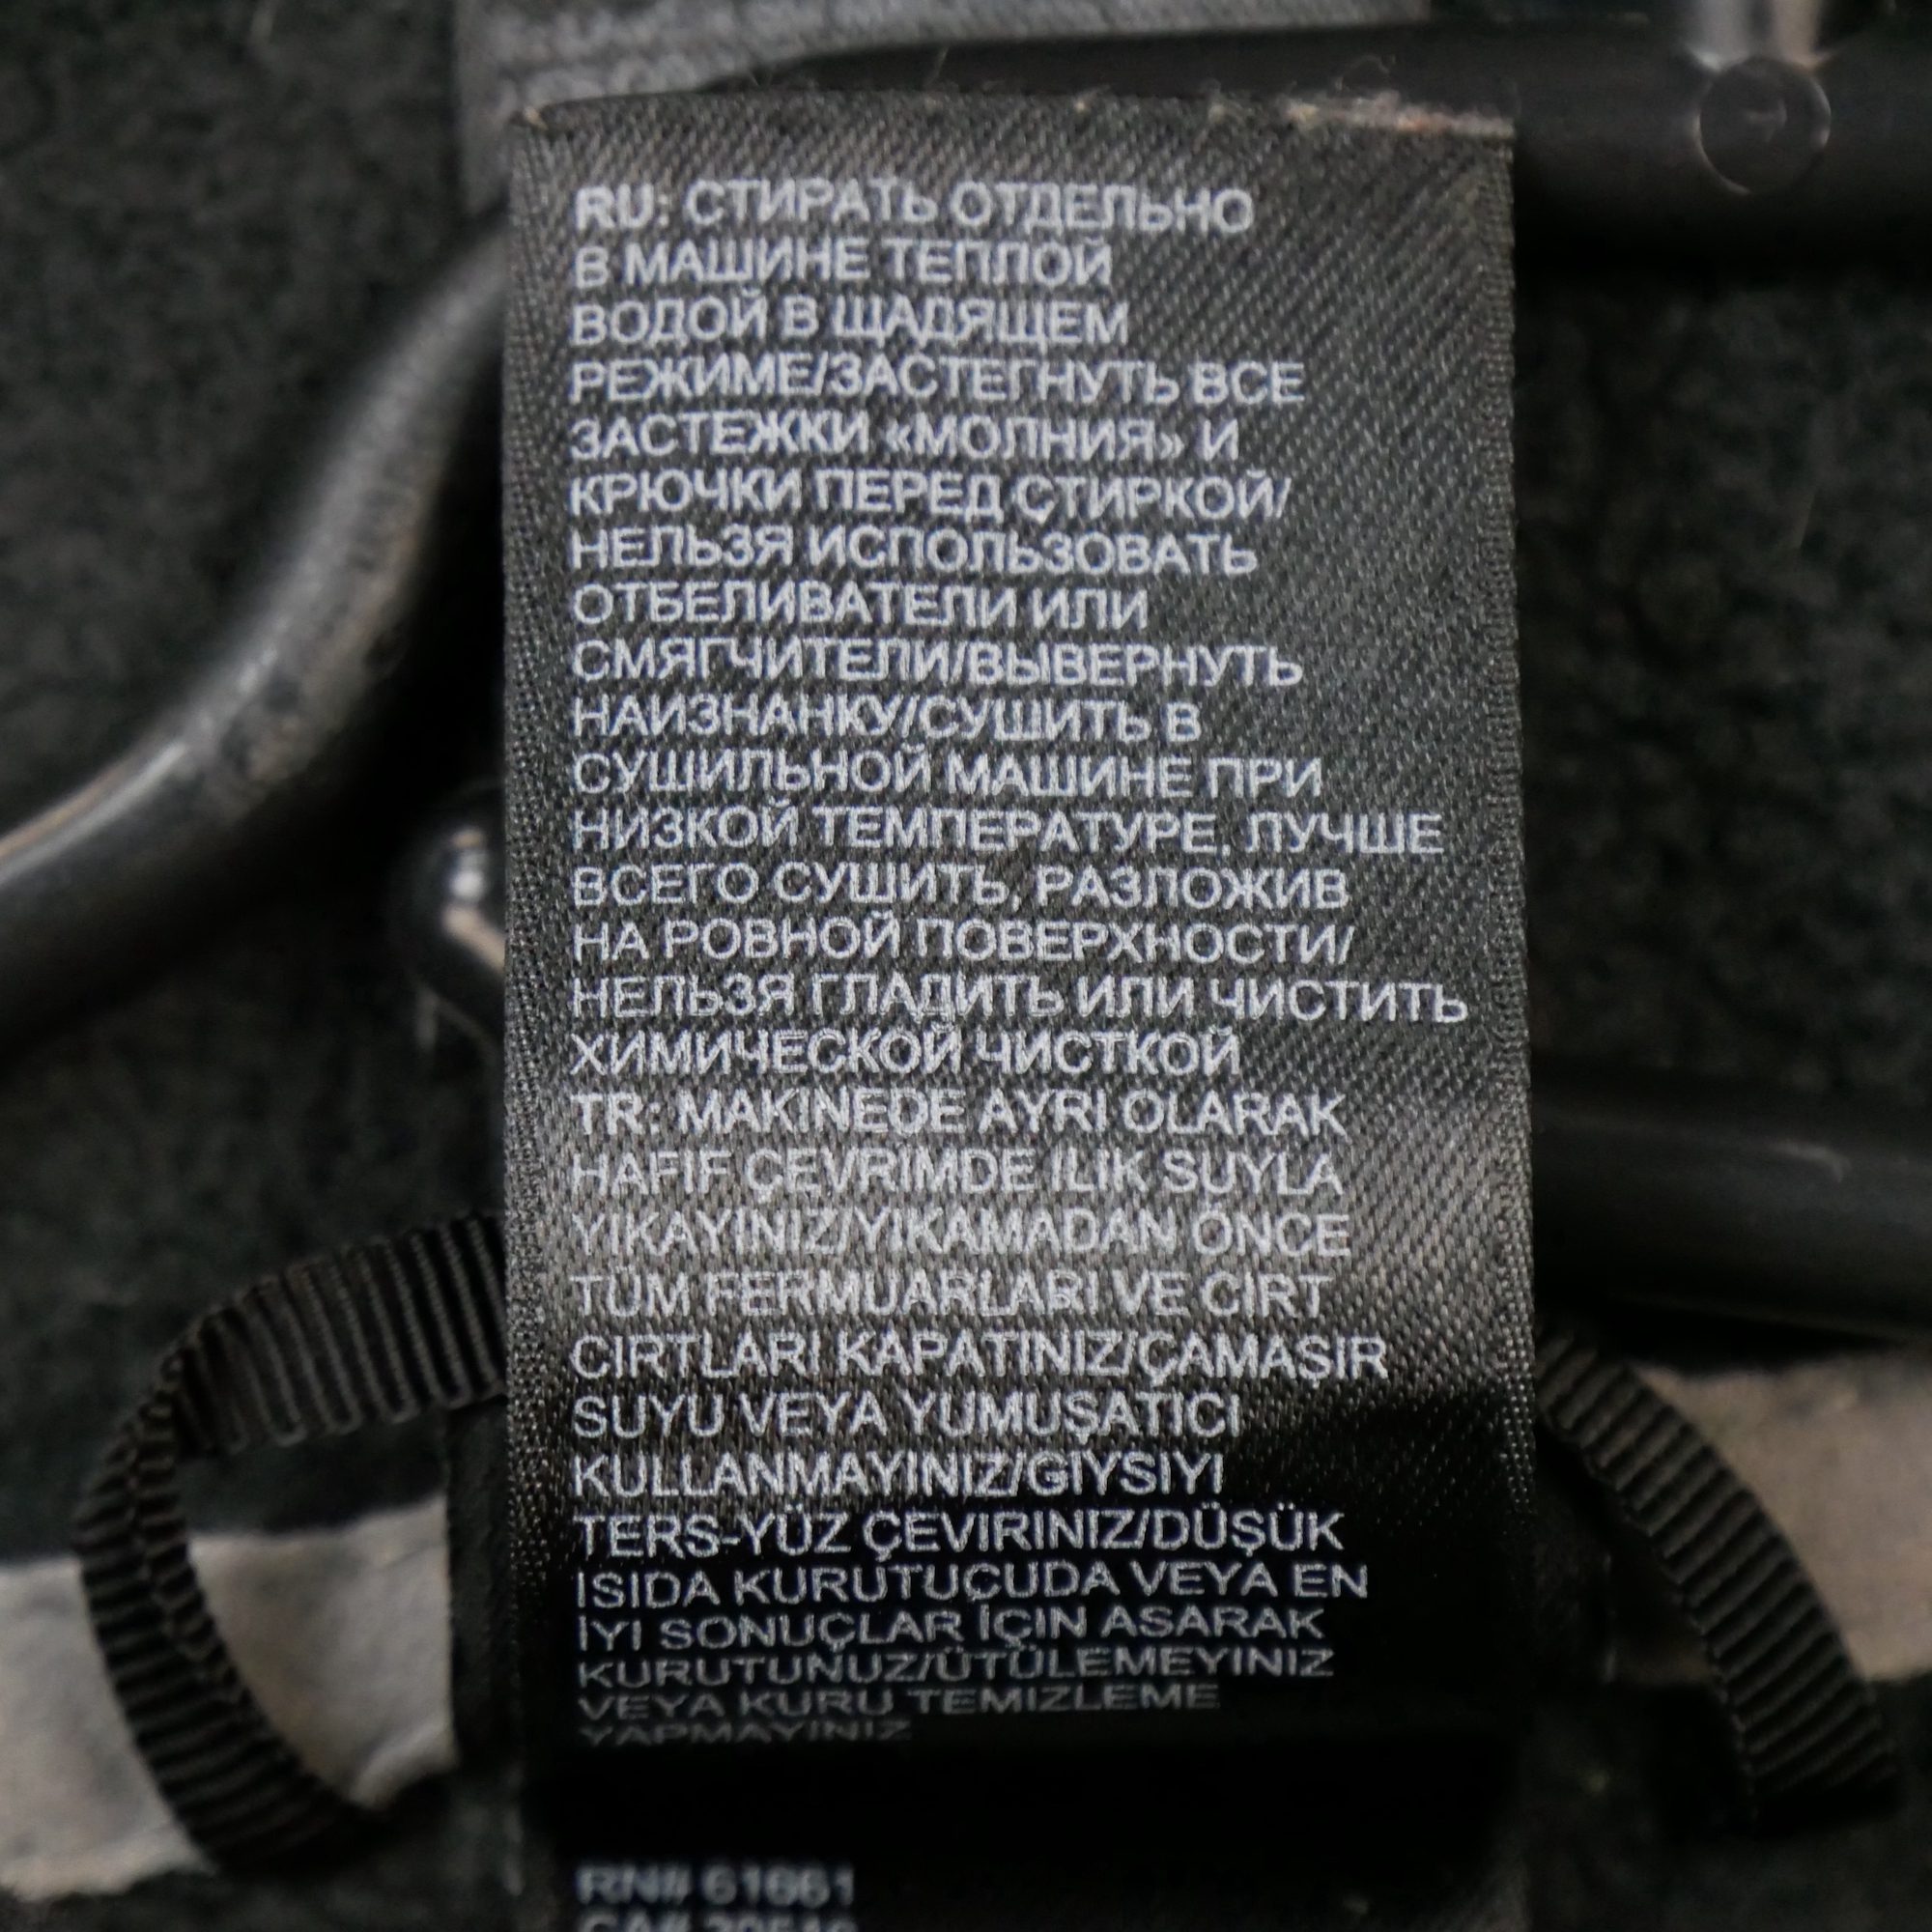 RU: СТИРАТЬ ОТДЕЛЬНО
В МАШИНЕ ТЕПЛОЙ
ВОДОЙ В ЩАДЯЩЕМ
РЕЖИМЕ/ЗАСТЕГНУТЬ ВСЕ
ЗАСТЕЖКИ «МОЛНИЯ» И
КРЮЧКИ ПЕРЕД СТИРКОЙ/
НЕЛЬЗЯ ИСПОЛЬЗОВАТЬ
ОТБЕЛИВАТЕЛИ ИЛИ
СМЯГЧИТЕЛИ/ВЫВЕРНУТЬ
НАИЗНАНКУ/СУШИТЬ В
СУШИЛЬНОЙ МАШИНЕ ПРИ
НИЗКОЙ ТЕМПЕРАТУРЕ. ЛУЧШЕ
ВСЕГО СУШИТЬ, РАЗЛОЖИВ
НА РОВНОЙ ПОВЕРХНОСТИ/
НЕЛЬЗЯ ГЛАДИТЬ ИЛИ ЧИСТИТЬ
ХИМИЧЕСКОЙ ЧИСТКОЙ
TR: MAKINEDE AYRI OLARAK
HAFIF ÇEVRIMDE ILIK SUYLA
YIKAYINIZ/YIKAMADAN ÖNCE
TÜM FERMUARLARI VE CIRT
CIRTLARI KAPATINIZ/ÇAMAŞIR
SUYU VEYA YUMUŞATICI
KULLANMAYINIZ/GIYSIYI
TERS-YÜZ ÇEVIRINIZ/DÜŞÜK
ISIDA KURUTUCUDA VEYA EN
İYI SONUÇLAR İÇIN ASARAK
KURUTUNUZ/ÜTÜLEMEYINIZ
VEYA KURU TEMIZLEME
YAPMAYINIZ
RN# 61661
CA#